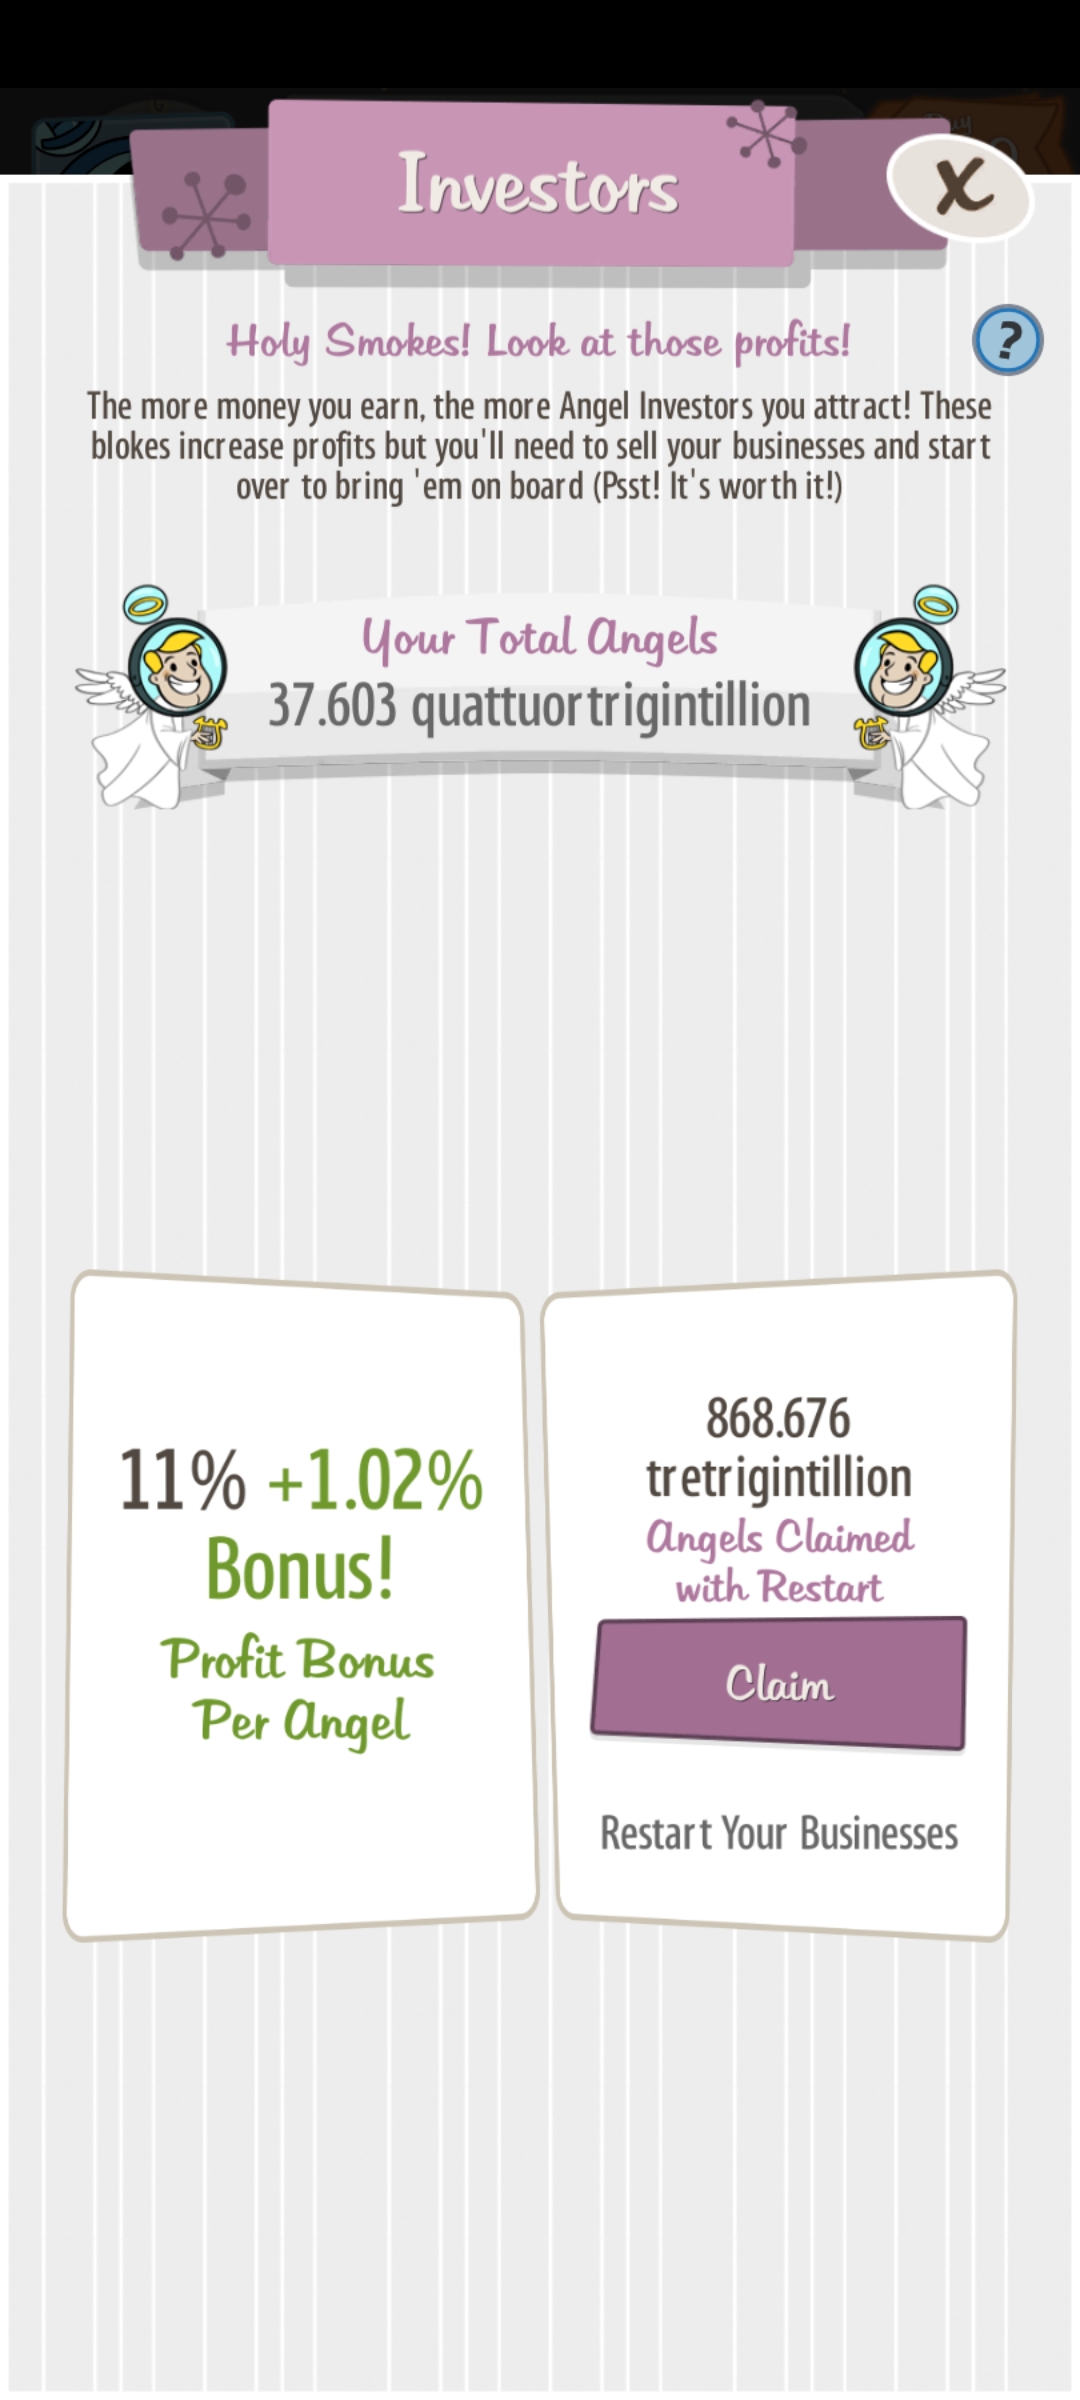 Investors
X
Holy Smokes! Look at those profits!
?
The more money you earn, the more Angel Investors you attract! These
blokes increase profits but you'll need to sell your businesses and start
over to bring 'em on board (Psst! It's worth it!)
Your Total Angels
37.603 quattuortrigintillion
11% +1.02%
Bonus!
Profit Bonus
Per Angel
868.676
tretrigintillion
Angels Claimed
with Restart
Claim
Restart Your Businesses